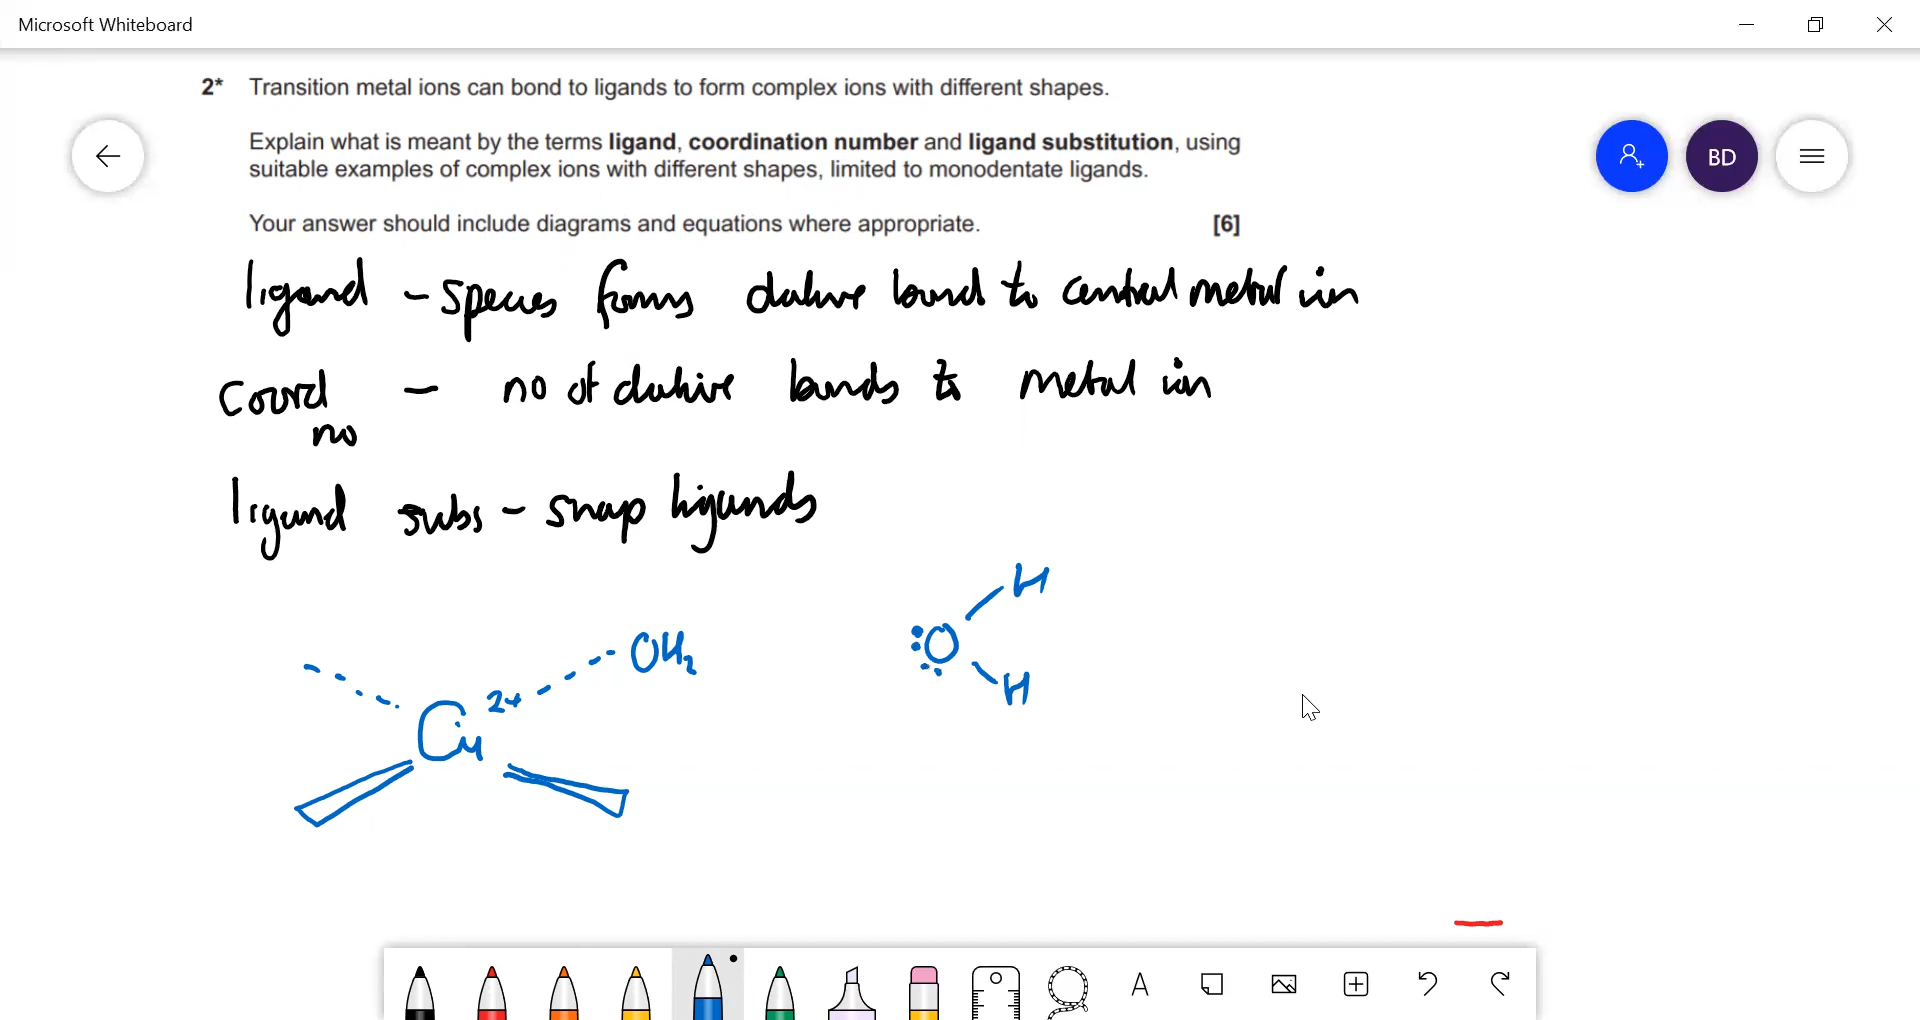 Microsoft Whiteboard
2* Transition metal ions can bond to ligands to form complex ions with different shapes.
Explain what is meant by the terms ligand, coordination number and ligand substitution, using
suitable examples of complex ions with different shapes, limited to monodentate ligands.
BD
Your answer should include diagrams and equations where appropriate. [6]
ligand - species forms dative bond to central metal ion
coord - no of dative bonds to metal ion
no
ligand subs - swap ligands
H
OH2
O
H
Cu 2+
A